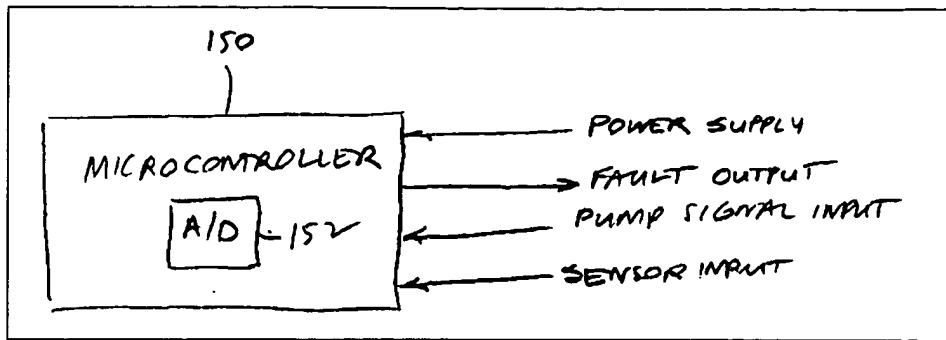 150
POWER SUPPLY
MICROCONTROLLER
FAULT OUTPUT
A/D 152
PUMP SIGNAL INPUT
SENSOR INPUT